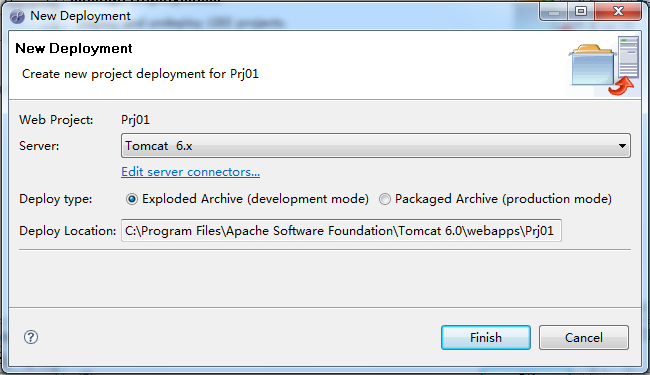 New Deployment
New Deployment
Create new project deployment for Prj01
Web Project: Prj01
Server: Tomcat 6.x
Edit server connectors...
Deploy type: Exploded Archive (development mode) Packaged Archive (production mode)
Deploy Location: C:\Program Files\Apache Software Foundation\Tomcat 6.0\webapps\Prj01
? Finish Cancel